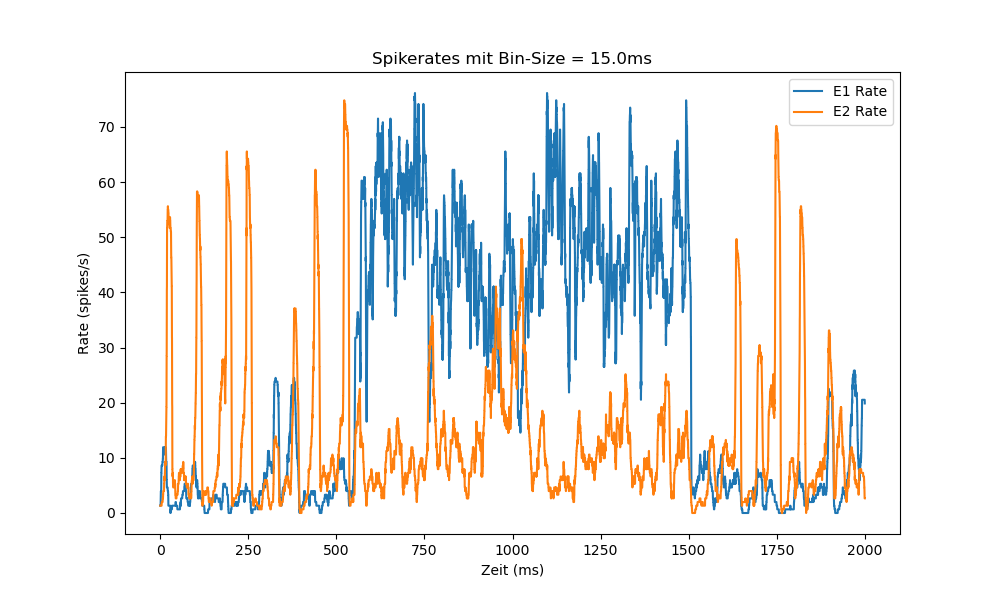 Spikerates mit Bin-Size = 15.0ms
E1 Rate
E2 Rate
Rate (spikes/s)
70
60
50
40
30
20
10
0
0 250 500 750 1000 1250 1500 1750 2000
Zeit (ms)